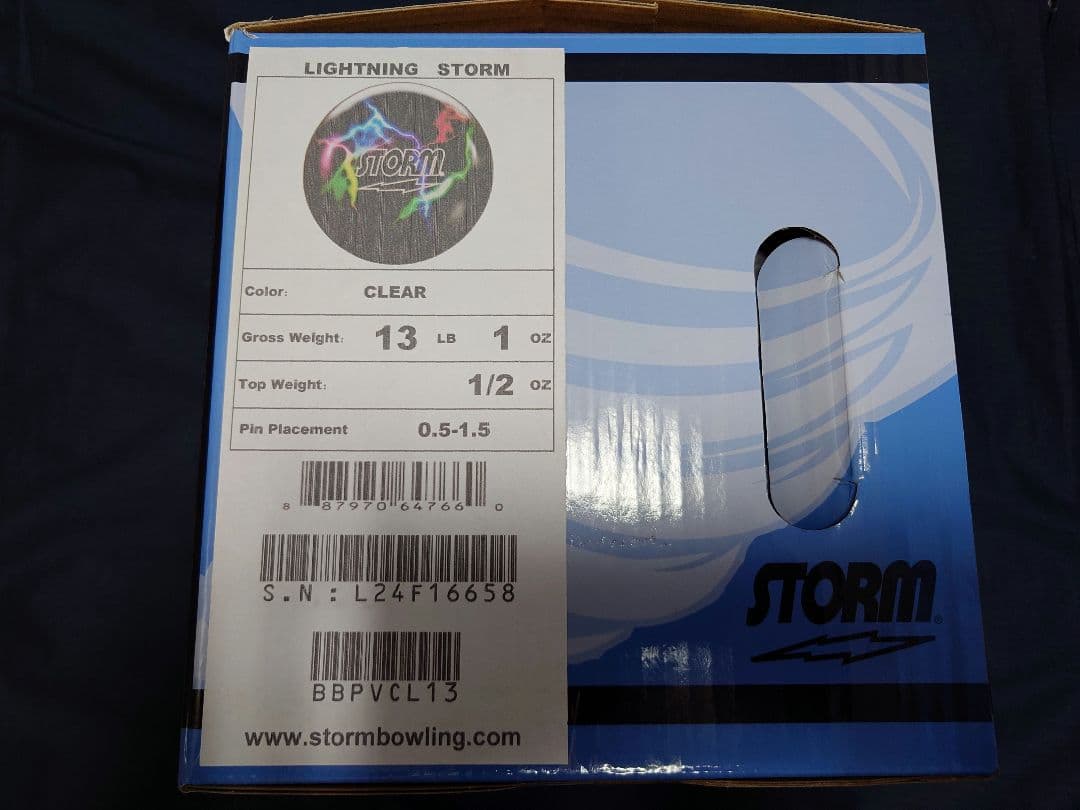 LIGHTNING STORM
STORM
Color: CLEAR
Gross Weight: 13 LB 1 OZ
Top Weight: 1/2 OZ
Pin Placement 0.5-1.5
8 87970 64766 0
S.N : L24F16658
BBPVCL13
www.stormbowling.com
STORM®